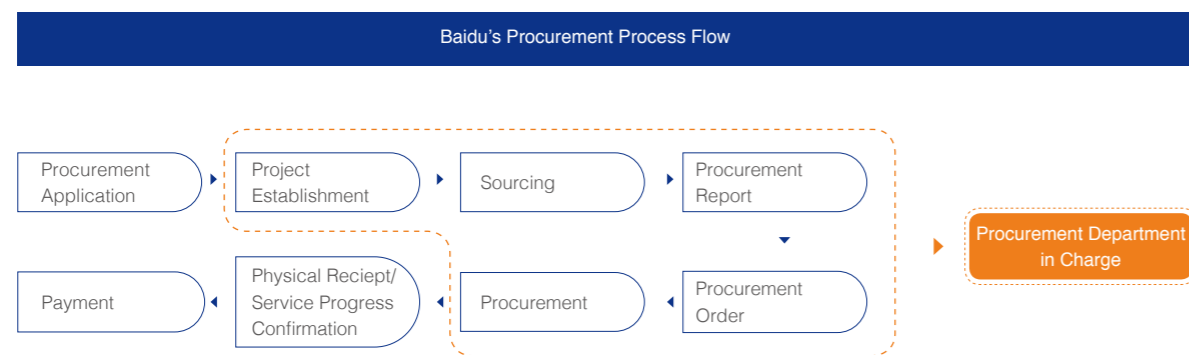 Baidu's Procurement Process Flow
Procurement
Application
Project
Establishment
Sourcing
Procurement
Report
Procurement Department
in Charge
Payment
Physical Reciept/
Service Progress
Confirmation
Procurement
Procurement
Order